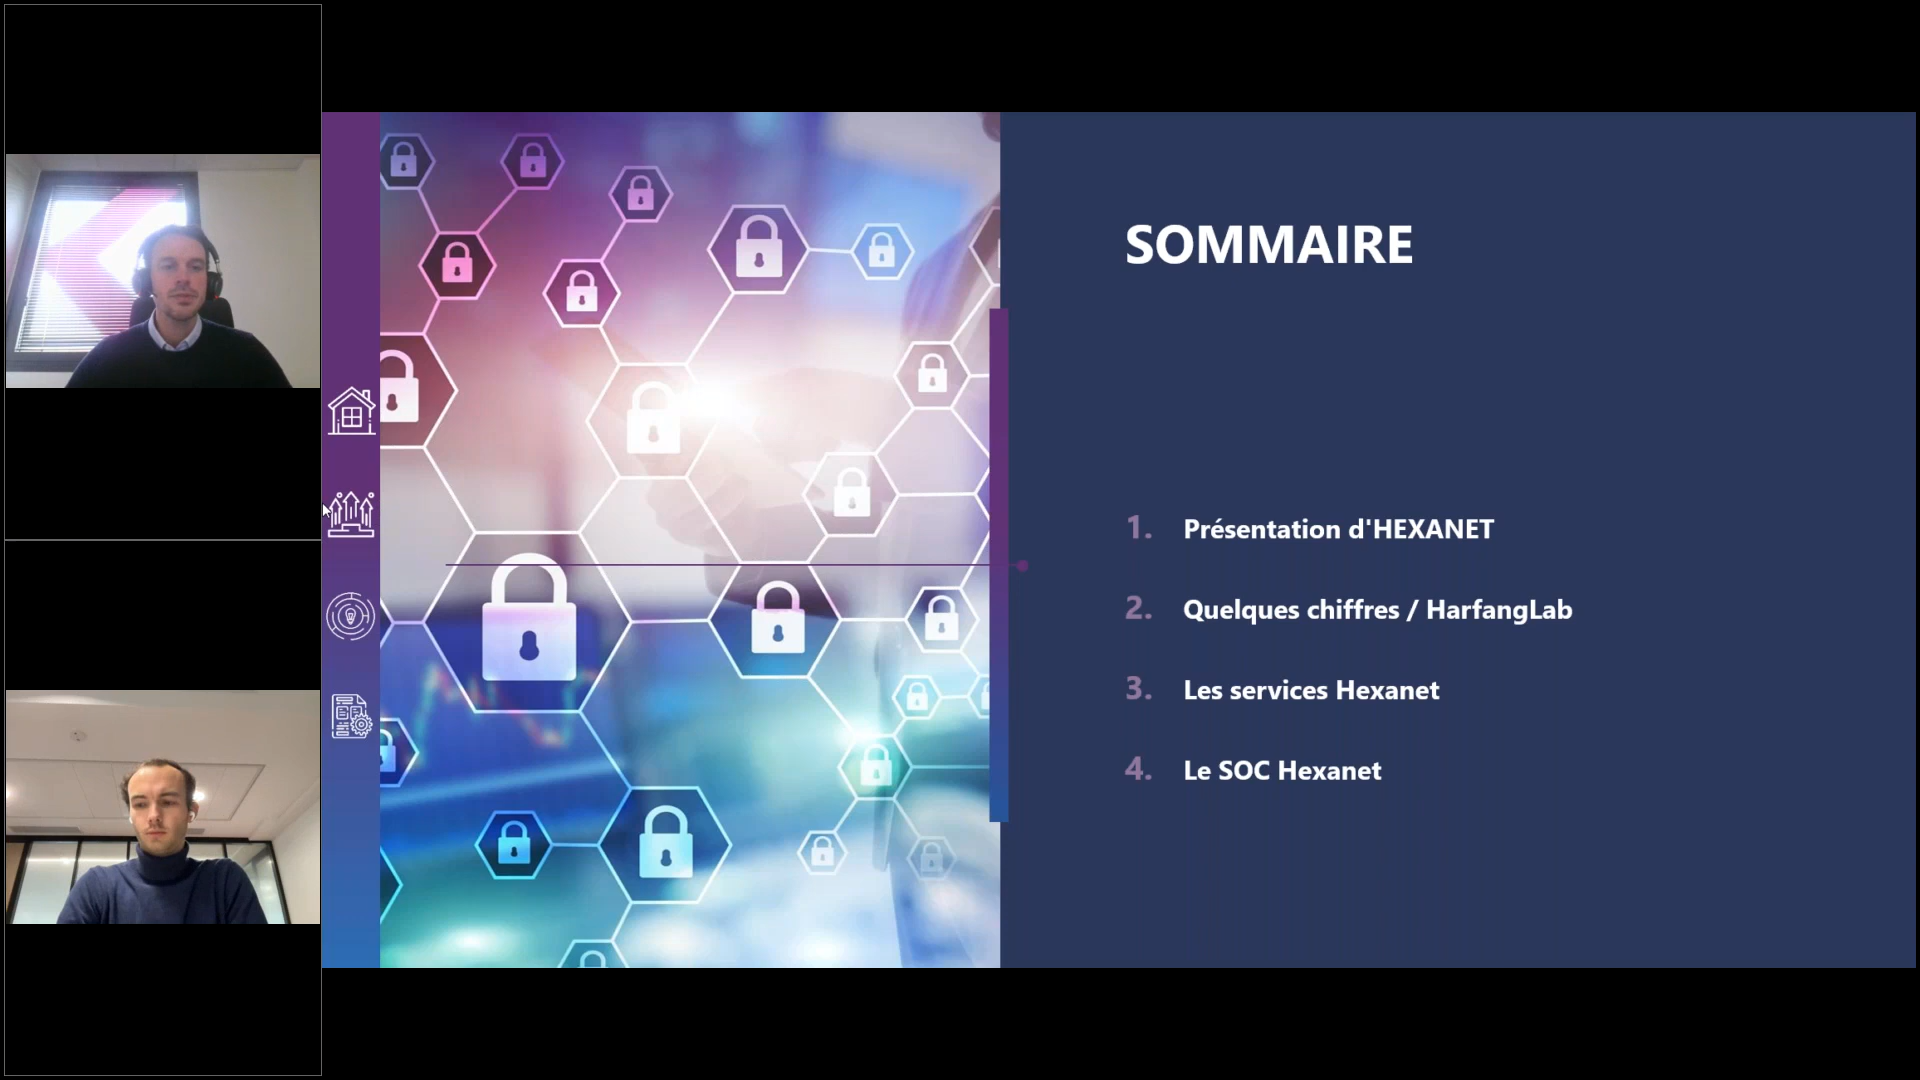 SOMMAIRE
1. Présentation d'HEXANET
2. Quelques chiffres / HarfangLab
3. Les services Hexanet
4. Le SOC Hexanet